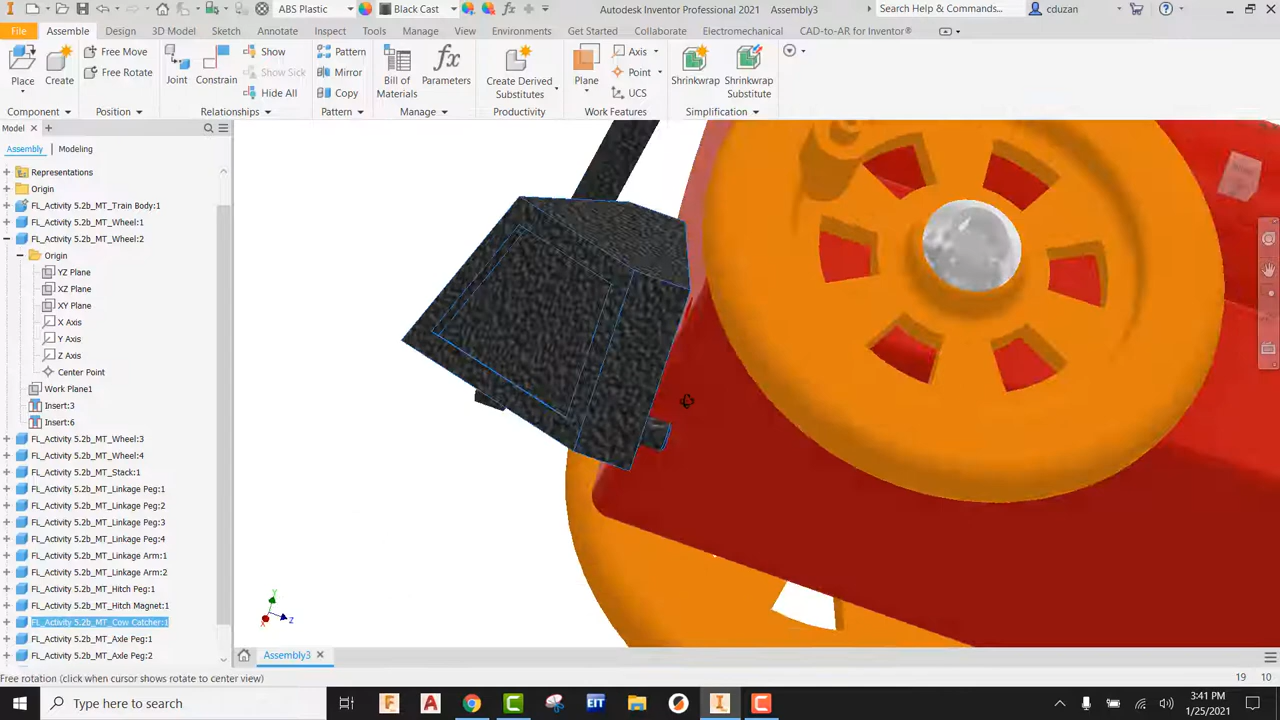 ABS Plastic
Black Cast
fx
Autodesk Inventor Professional 2021 Assembly3
Search Help & Commands...
cduzan
File
Assemble
Design
3D Model
Sketch
Annotate
Inspect
Tools
Manage
View
Environments
Get Started
Collaborate
Electromechanical
CAD-to-AR for Inventor®
Place
Create
Free Move
Free Rotate
Joint
Constrain
Show
Show Sick
Hide All
Pattern
Mirror
Copy
Bill of
Materials
fx
Parameters
Create Derived
Substitutes
Plane
Axis
Point
UCS
Shrinkwrap
Shrinkwrap
Substitute
Component
Position
Relationships
Pattern
Manage
Productivity
Work Features
Simplification
Model
Assembly
Modeling
Representations
Origin
FL_Activity 5.2b_MT_Train Body:1
FL_Activity 5.2b_MT_Wheel:1
FL_Activity 5.2b_MT_Wheel:2
Origin
YZ Plane
XZ Plane
XY Plane
X Axis
Y Axis
Z Axis
Center Point
Work Plane1
Insert:3
Insert:6
FL_Activity 5.2b_MT_Wheel:3
FL_Activity 5.2b_MT_Wheel:4
FL_Activity 5.2b_MT_Stack:1
FL_Activity 5.2b_MT_Linkage Peg:1
FL_Activity 5.2b_MT_Linkage Peg:2
FL_Activity 5.2b_MT_Linkage Peg:3
FL_Activity 5.2b_MT_Linkage Peg:4
FL_Activity 5.2b_MT_Linkage Arm:1
FL_Activity 5.2b_MT_Linkage Arm:2
FL_Activity 5.2b_MT_Hitch Peg:1
FL_Activity 5.2b_MT_Hitch Magnet:1
FL_Activity 5.2b_MT_Cow Catcher:1
FL_Activity 5.2b_MT_Axle Peg:1
FL_Activity 5.2b_MT_Axle Peg:2
Y
X
Z
Assembly3
Free rotation (click when cursor shows rotate to center view)
19 10
Type here to search
EIT
3:41 PM
1/25/2021